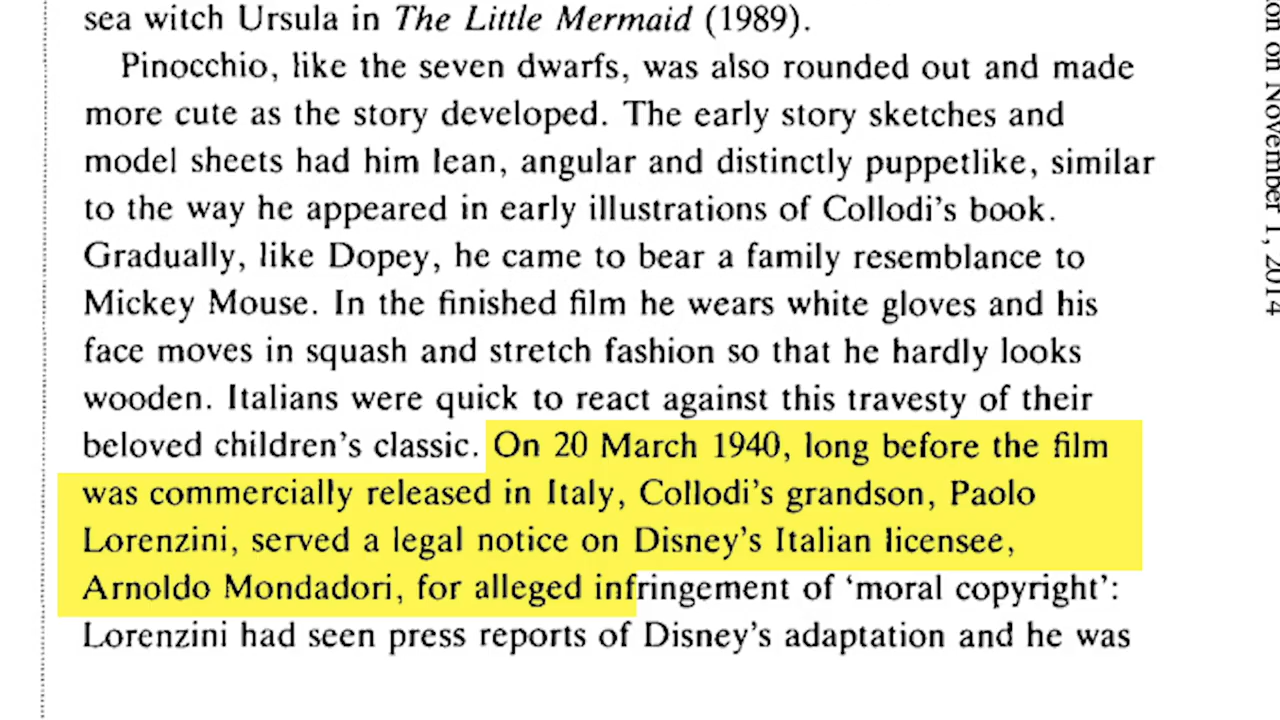 sea witch Ursula in The Little Mermaid (1989).
Pinocchio, like the seven dwarfs, was also rounded out and made
more cute as the story developed. The early story sketches and
model sheets had him lean, angular and distinctly puppetlike, similar
to the way he appeared in early illustrations of Collodi's book.
Gradually, like Dopey, he came to bear a family resemblance to
Mickey Mouse. In the finished film he wears white gloves and his
face moves in squash and stretch fashion so that he hardly looks
wooden. Italians were quick to react against this travesty of their
beloved children's classic. On 20 March 1940, long before the film
was commercially released in Italy, Collodi's grandson, Paolo
Lorenzini, served a legal notice on Disney's Italian licensee,
Arnoldo Mondadori, for alleged infringement of ‘moral copyright’:
Lorenzini had seen press reports of Disney's adaptation and he was
on on November 1, 2014